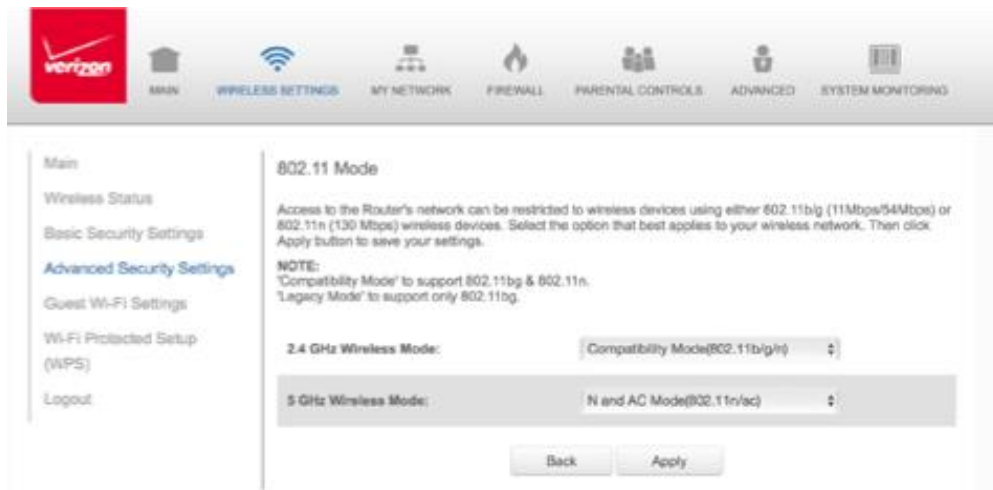 verizon
MAIN
WIRELESS SETTINGS
MY NETWORK
FIREWALL
PARENTAL CONTROLS
ADVANCED
SYSTEM MONITORING
Main
Wireless Status
Basic Security Settings
Advanced Security Settings
Guest Wi-Fi Settings
Wi-Fi Protected Setup
(WPS)
Logout
802.11 Mode
Access to the Router's network can be restricted to wireless devices using either 802.11b/g (11Mbps/54Mbps) or
802.11n (130 Mbps) wireless devices. Select the option that best applies to your wireless network. Then click
Apply button to save your settings.
NOTE:
'Compatibility Mode' to support 802.11bg & 802.11n.
'Legacy Mode' to support only 802.11bg.
2.4 GHz Wireless Mode:
Compatibility Mode(802.11b/g/n)
5 GHz Wireless Mode:
N and AC Mode(802.11n/ac)
Back
Apply